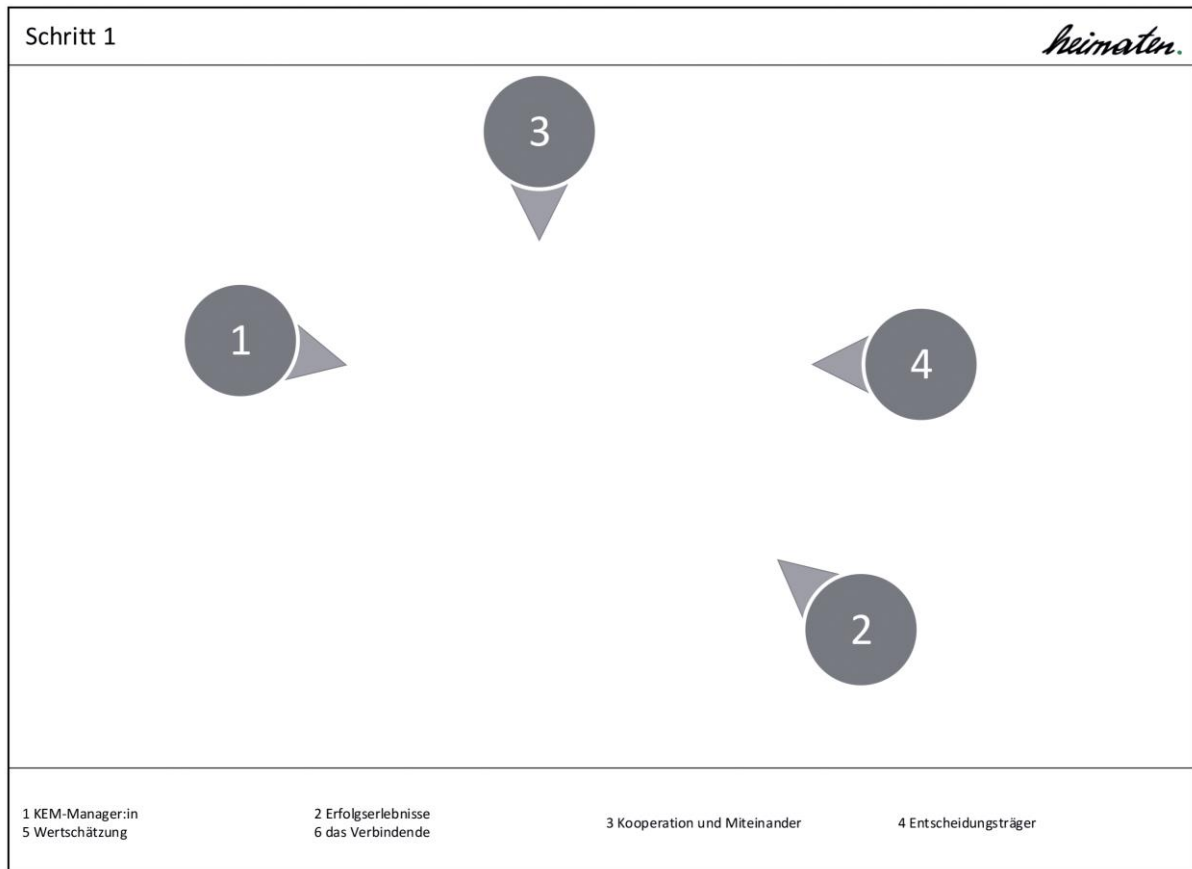 Schritt 1
heimaten.
3
1
4
2
1 KEM-Manager:in
5 Wertschätzung
2 Erfolgserlebnisse
6 das Verbindende
3 Kooperation und Miteinander
4 Entscheidungsträger